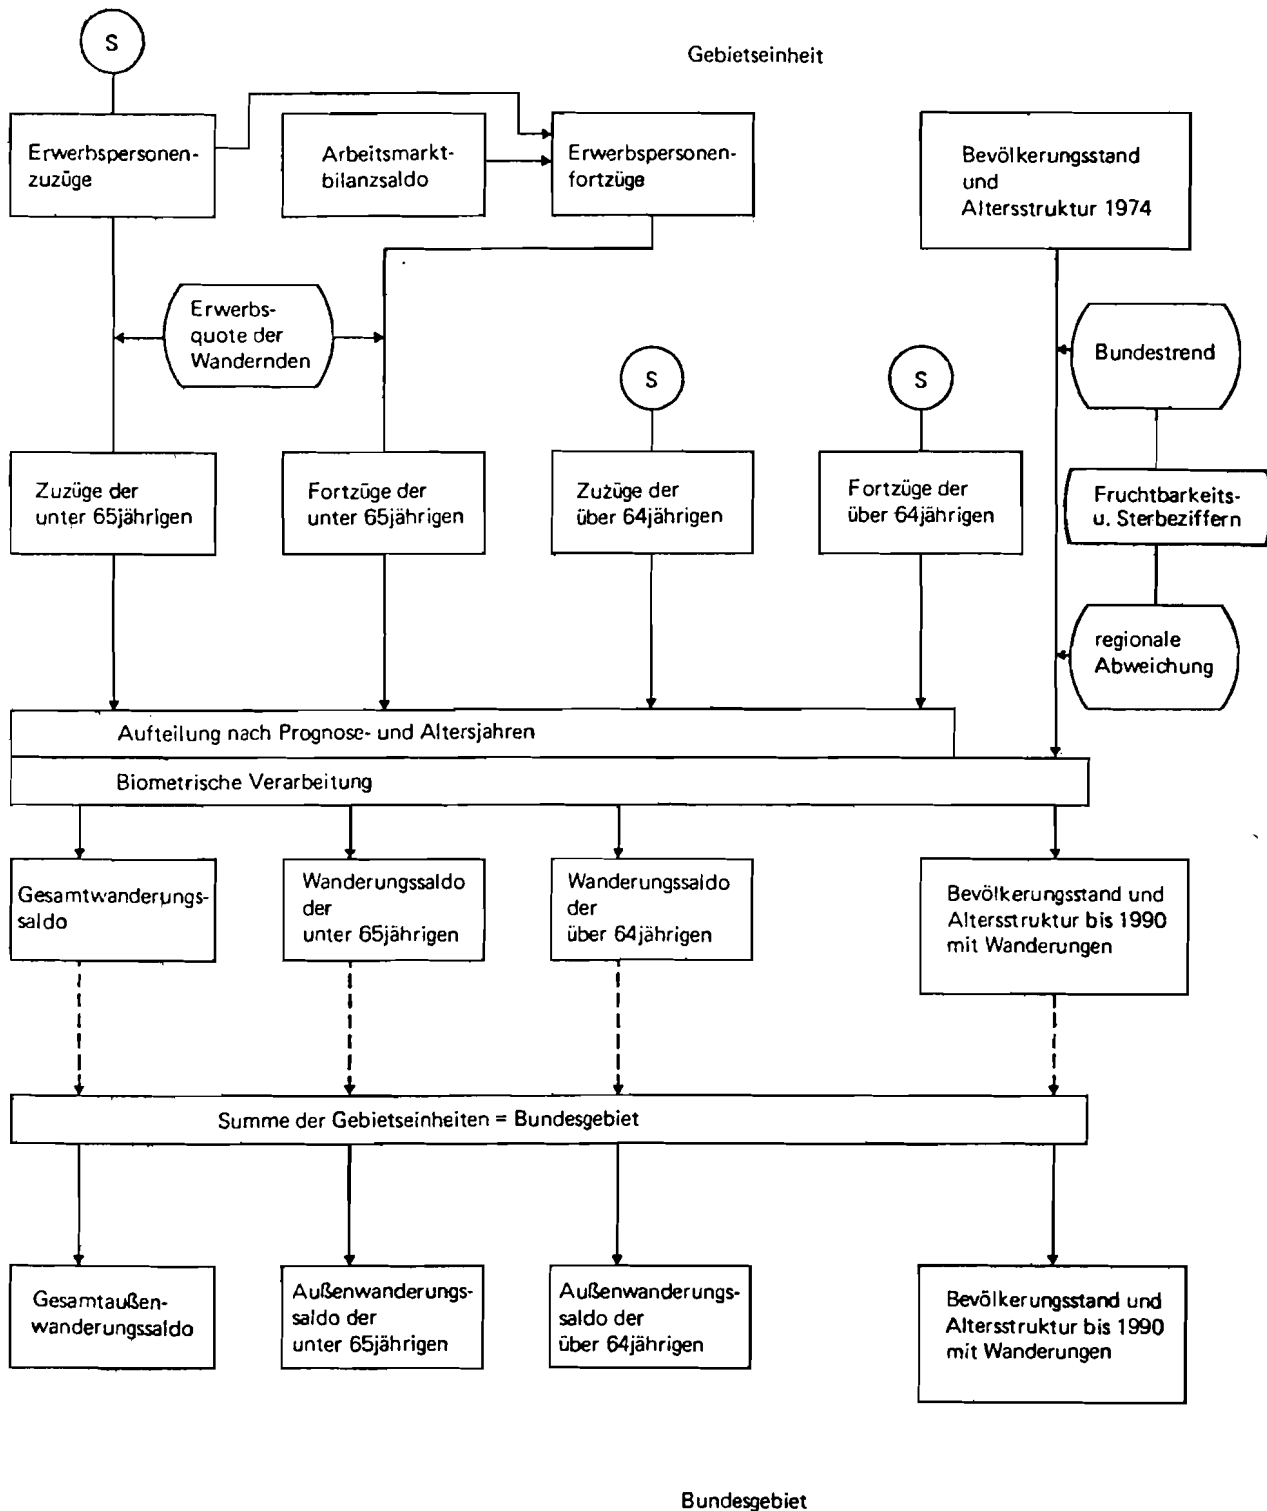 S
Gebietseinheit
Erwerbspersonen-
zuzüge
Arbeitsmarkt-
bilanzsaldo
Erwerbspersonen-
fortzüge
Bevölkerungsstand
und
Altersstruktur 1974
Erwerbs-
quote der
Wandernden
Bundestrend
S
S
Zuzüge der
unter 65jährigen
Fortzüge der
unter 65jährigen
Zuzüge der
über 64jährigen
Fortzüge der
über 64jährigen
Fruchtbarkeits-
u. Sterbeziffern
regionale
Abweichung
Aufteilung nach Prognose- und Altersjahren
Biometrische Verarbeitung
Gesamtwanderungs-
saldo
Wanderungssaldo
der
unter 65jährigen
Wanderungssaldo
der
über 64jährigen
Bevölkerungsstand und
Altersstruktur bis 1990
mit Wanderungen
Summe der Gebietseinheiten = Bundesgebiet
Gesamtaußen-
wanderungssaldo
Außenwanderungs-
saldo der
unter 65jährigen
Außenwanderungs-
saldo der
über 64jährigen
Bevölkerungsstand und
Altersstruktur bis 1990
mit Wanderungen
Bundesgebiet